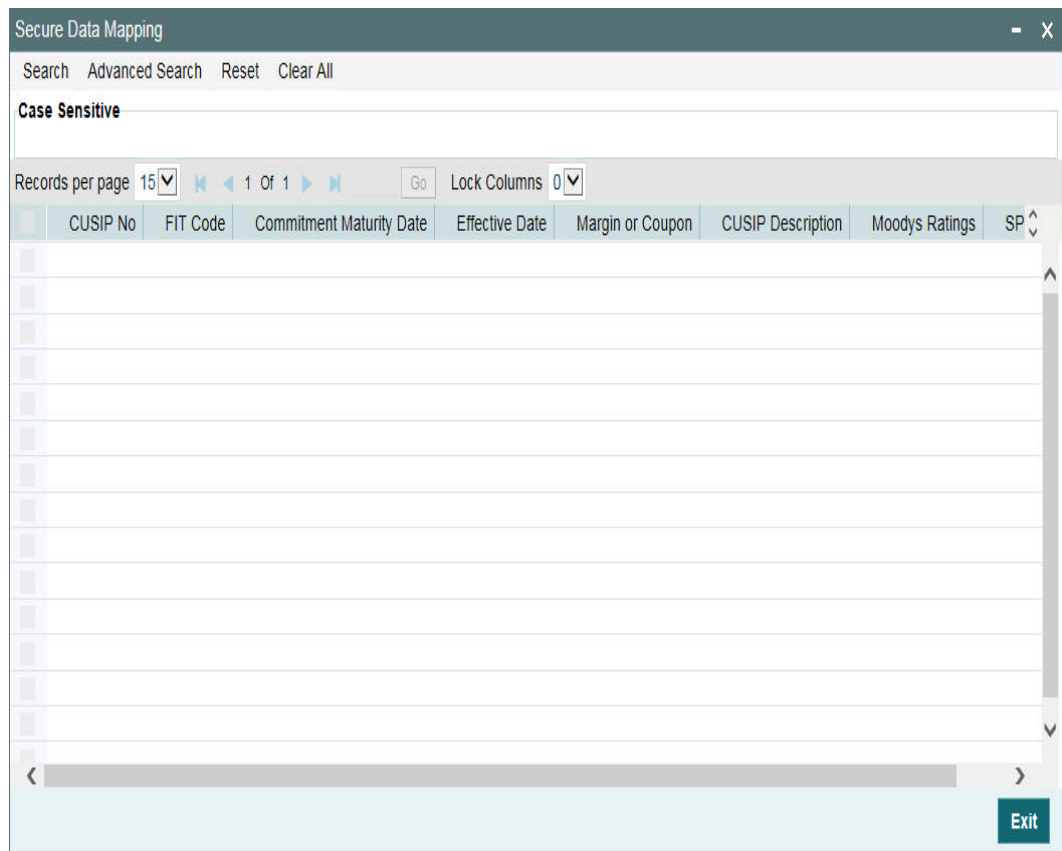 Secure Data Mapping - X
Search Advanced Search Reset Clear All
Case Sensitive
Records per page 15 1 Of 1 Go Lock Columns 0
CUSIP No FIT Code Commitment Maturity Date Effective Date Margin or Coupon CUSIP Description Moodys Ratings SP
Exit